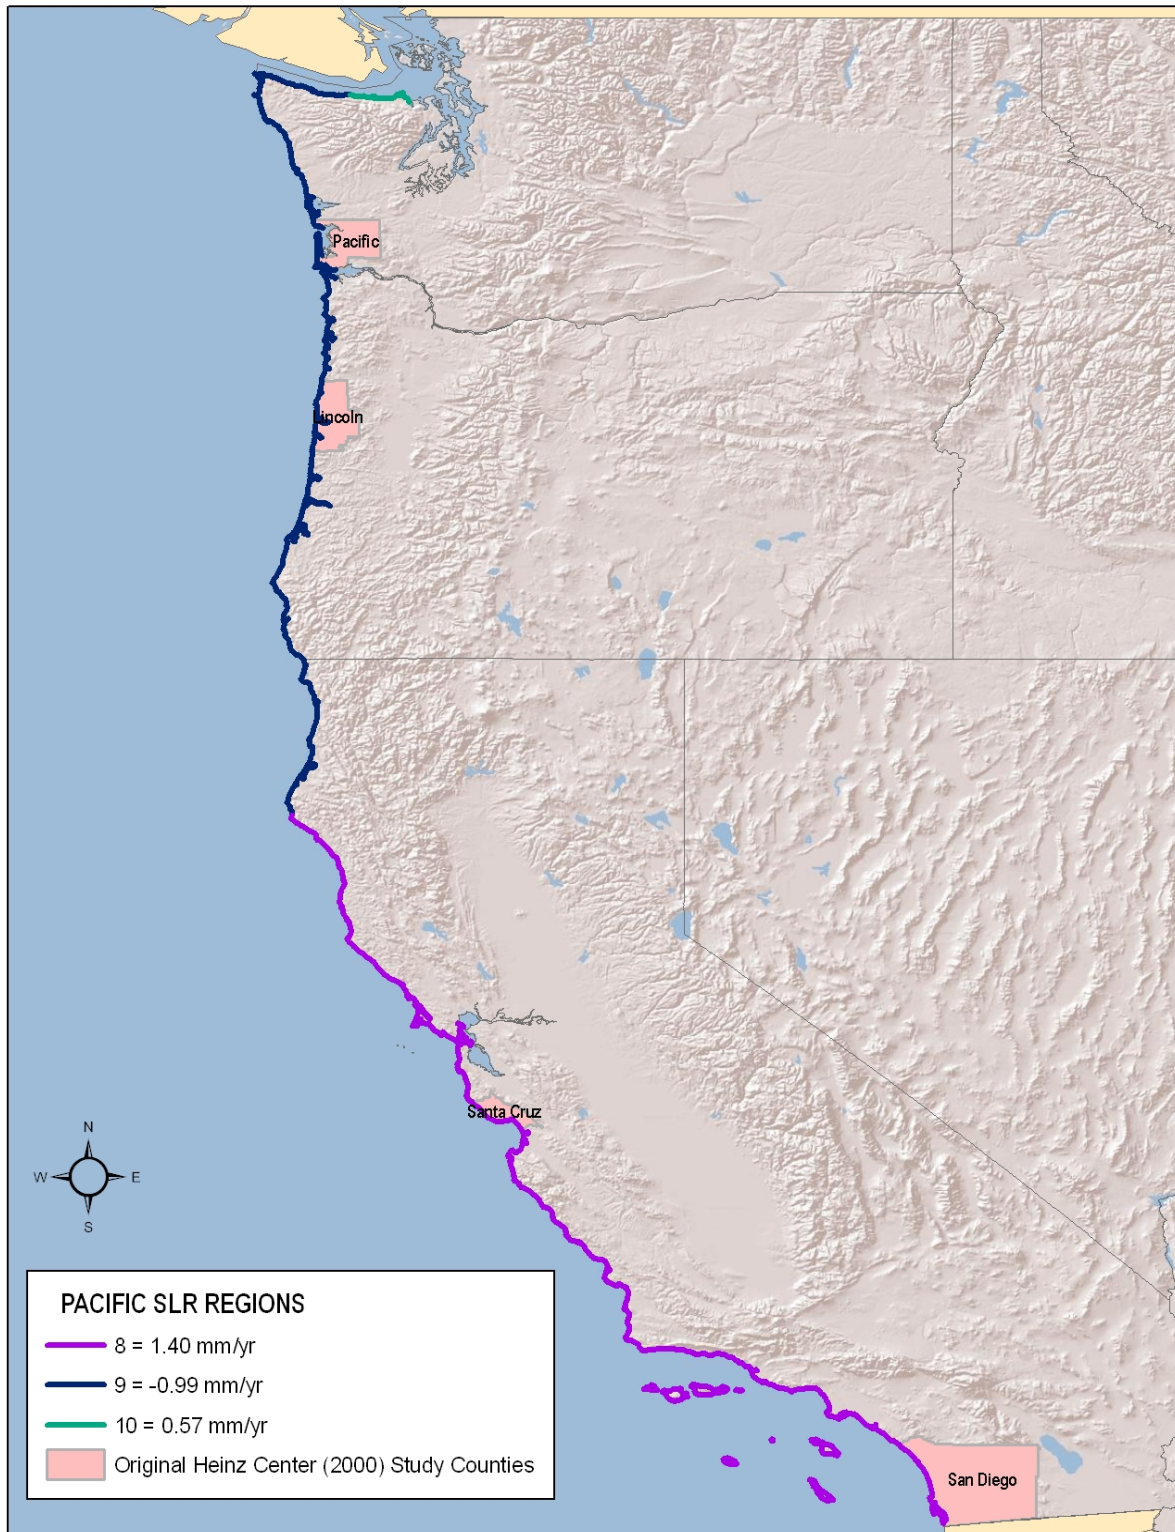 Pacific
Lincoln
Santa Cruz
San Diego
N
W
E
S
PACIFIC SLR REGIONS
8 = 1.40 mm/yr
9 = -0.99 mm/yr
10 = 0.57 mm/yr
Original Heinz Center (2000) Study Counties